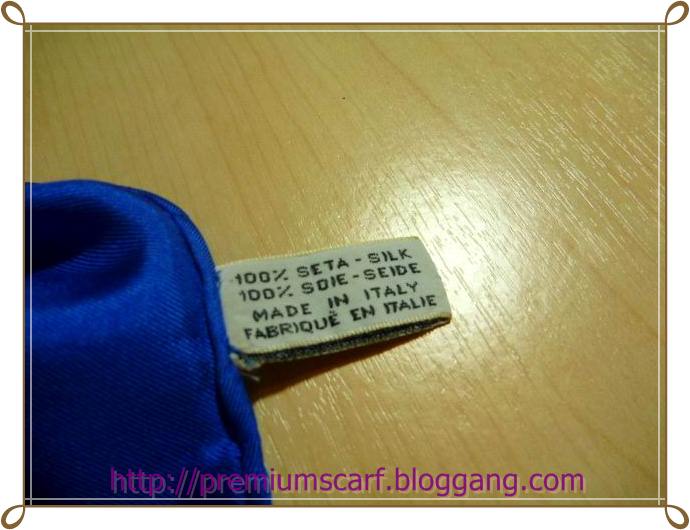 100% SETA - SILK
100% SOIE - SEIDE
MADE IN ITALY
FABRIQUÉ EN ITALIE
http://premiumscarf.bloggang.com